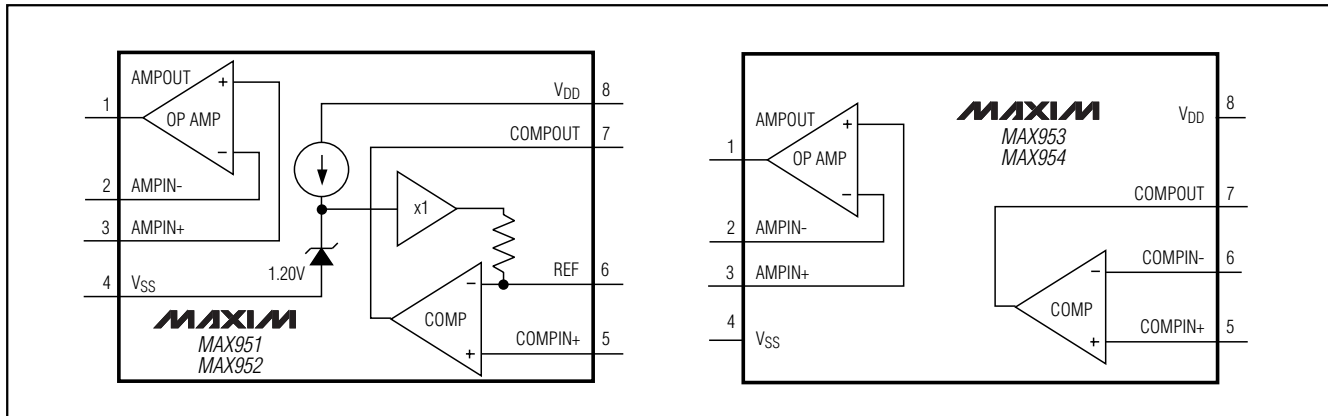 AMPOUT
+
1
OP AMP
−
2
AMPIN-
3
AMPIN+
4
VSS
1.20V
x1
VDD
8
COMPOUT
7
REF
6
−
COMP
+
COMPIN+
5
MAXIM
MAX951
MAX952
AMPOUT
+
1
OP AMP
−
2
AMPIN-
3
AMPIN+
4
VSS
MAXIM
MAX953
MAX954
VDD
8
COMPOUT
7
COMPIN-
6
−
COMP
+
COMPIN+
5